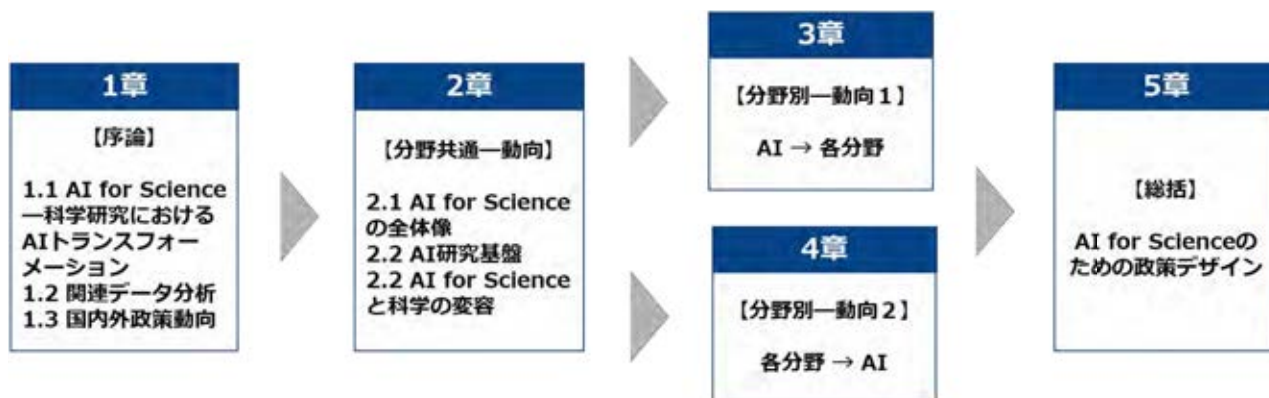 1章
【序論】
1.1 AI for Science
―科学研究における
AIトランスフォー
メーション
1.2 関連データ分析
1.3 国内外政策動向
2章
【分野共通―動向】
2.1 AI for Science
の全体像
2.2 AI研究基盤
2.2 AI for Science
と科学の変容
3章
【分野別―動向１】
AI → 各分野
4章
【分野別―動向２】
各分野 → AI
5章
【総括】
AI for Scienceの
ための政策デザイン